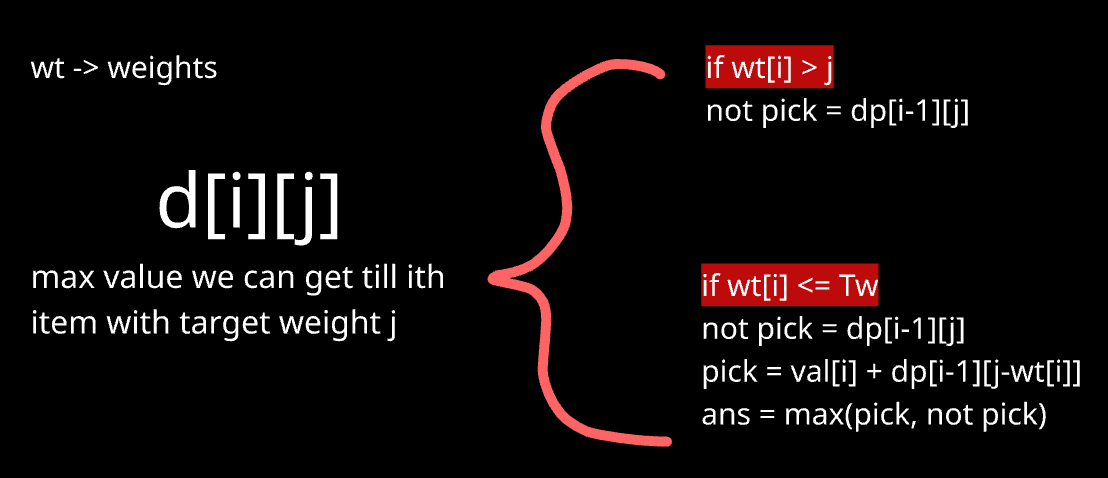 wt -> weights
d[i][j]
max value we can get till ith
item with target weight j
if wt[i] > j
not pick = dp[i-1][j]
if wt[i] <= Tw
not pick = dp[i-1][j]
pick = val[i] + dp[i-1][j-wt[i]]
ans = max(pick, not pick)